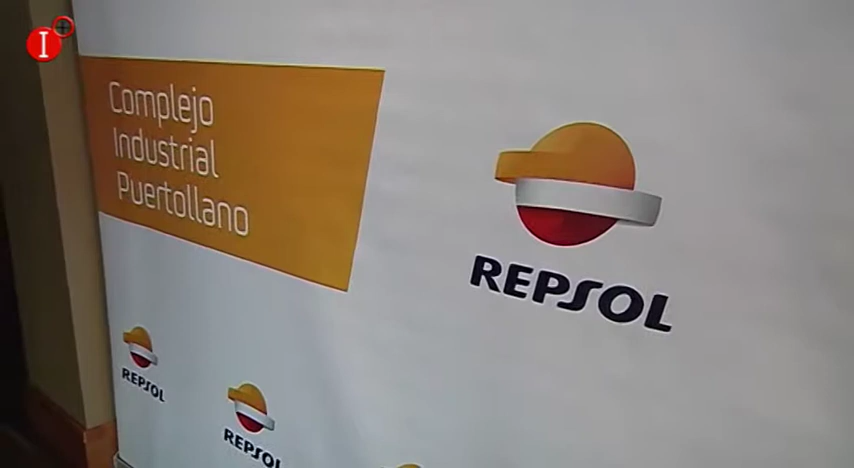 I
Complejo
Industrial
Puertollano
REPSOL
REPSOL
REPSOL